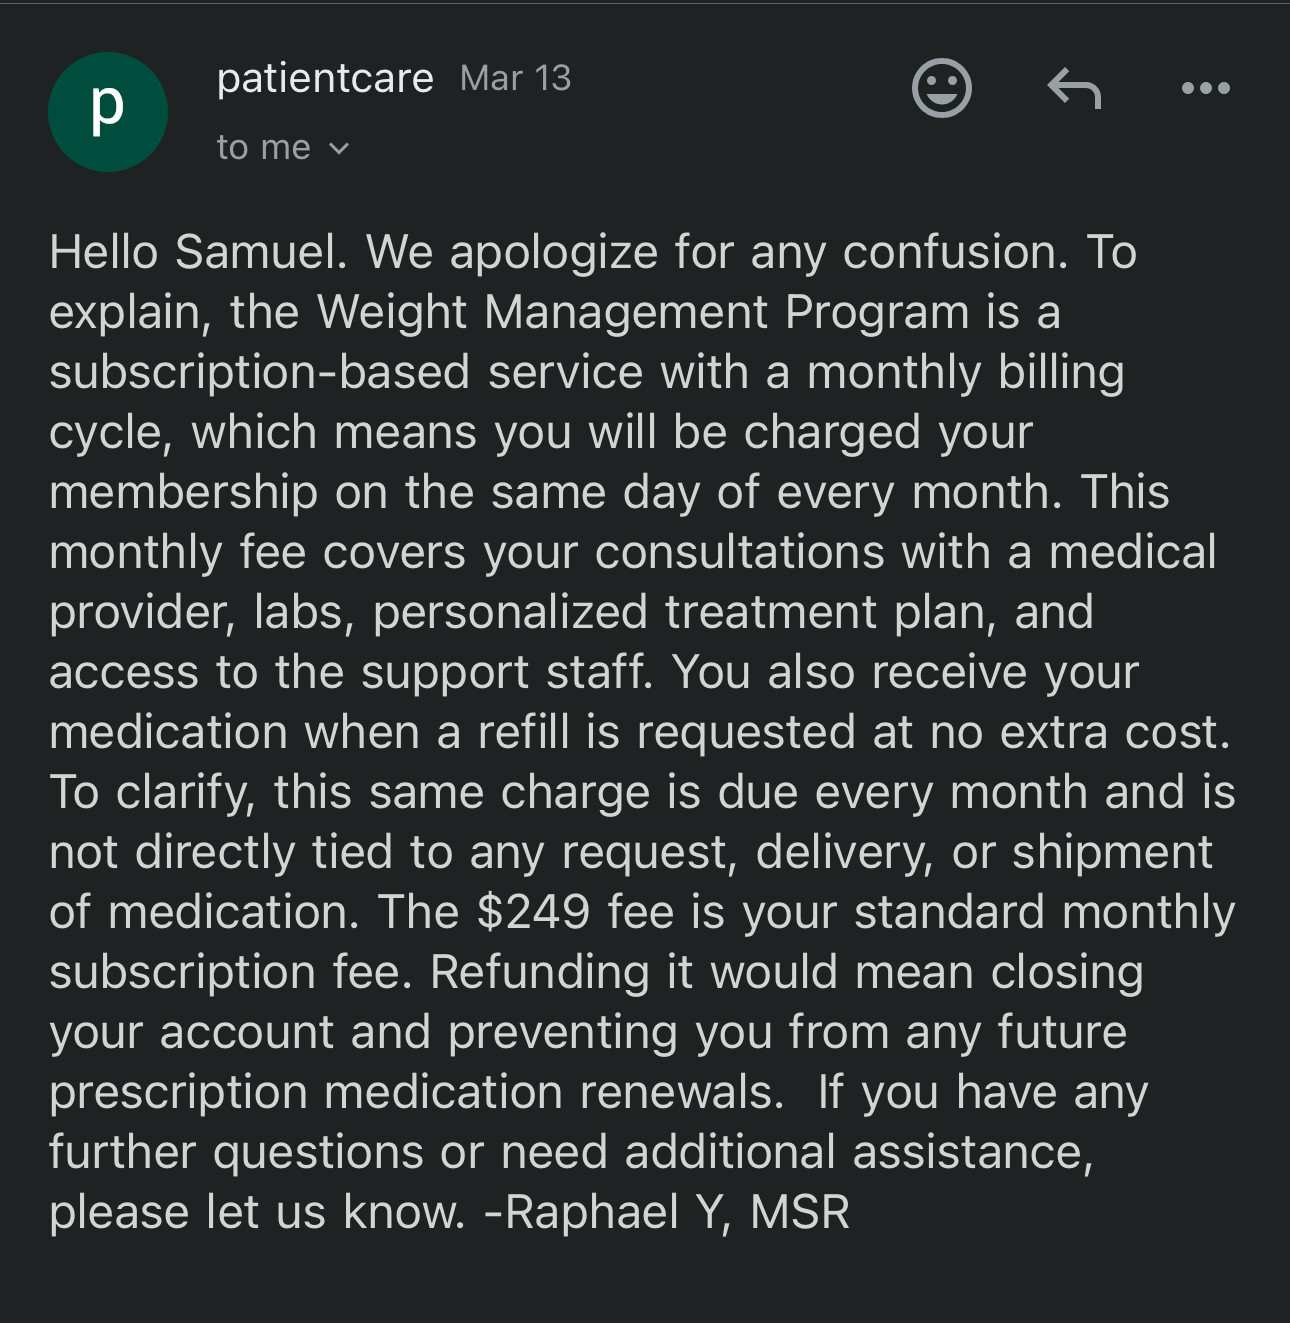 p
patientcare Mar 13
to me
Hello Samuel. We apologize for any confusion. To
explain, the Weight Management Program is a
subscription-based service with a monthly billing
cycle, which means you will be charged your
membership on the same day of every month. This
monthly fee covers your consultations with a medical
provider, labs, personalized treatment plan, and
access to the support staff. You also receive your
medication when a refill is requested at no extra cost.
To clarify, this same charge is due every month and is
not directly tied to any request, delivery, or shipment
of medication. The $249 fee is your standard monthly
subscription fee. Refunding it would mean closing
your account and preventing you from any future
prescription medication renewals.  If you have any
further questions or need additional assistance,
please let us know. -Raphael Y, MSR